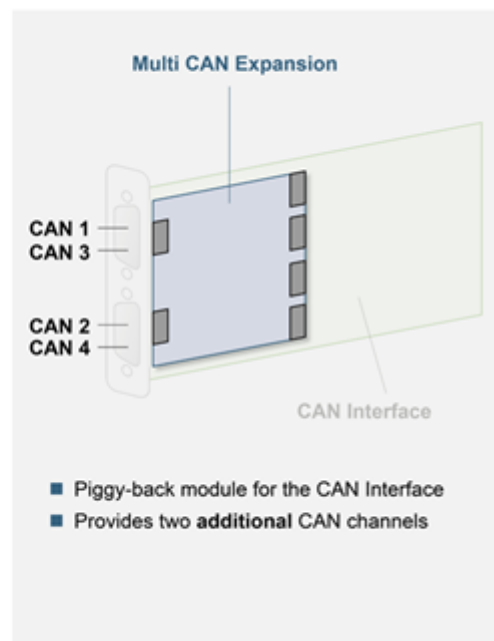 Multi CAN Expansion
CAN 1
CAN 3
CAN 2
CAN 4
CAN Interface
Piggy-back module for the CAN Interface
Provides two additional CAN channels